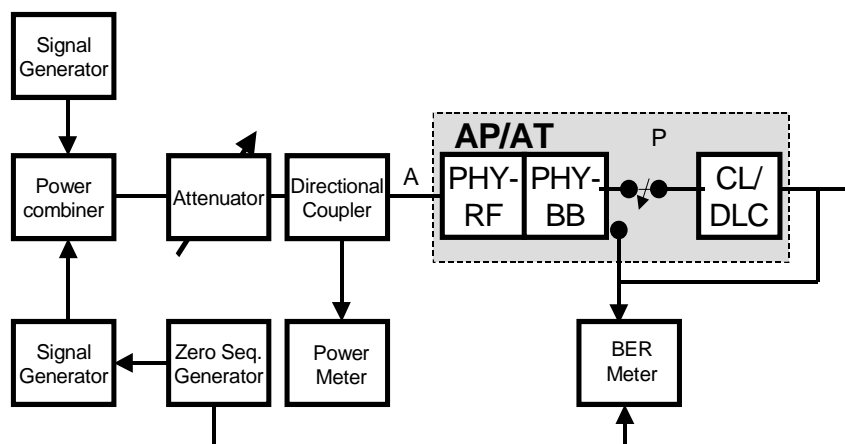 Signal
Generator
AP/AT
P
Power
combiner
Attenuator
Directional
Coupler
A
PHY-
RF
PHY-
BB
CL/
DLC
Signal
Generator
Zero Seq.
Generator
Power
Meter
BER
Meter